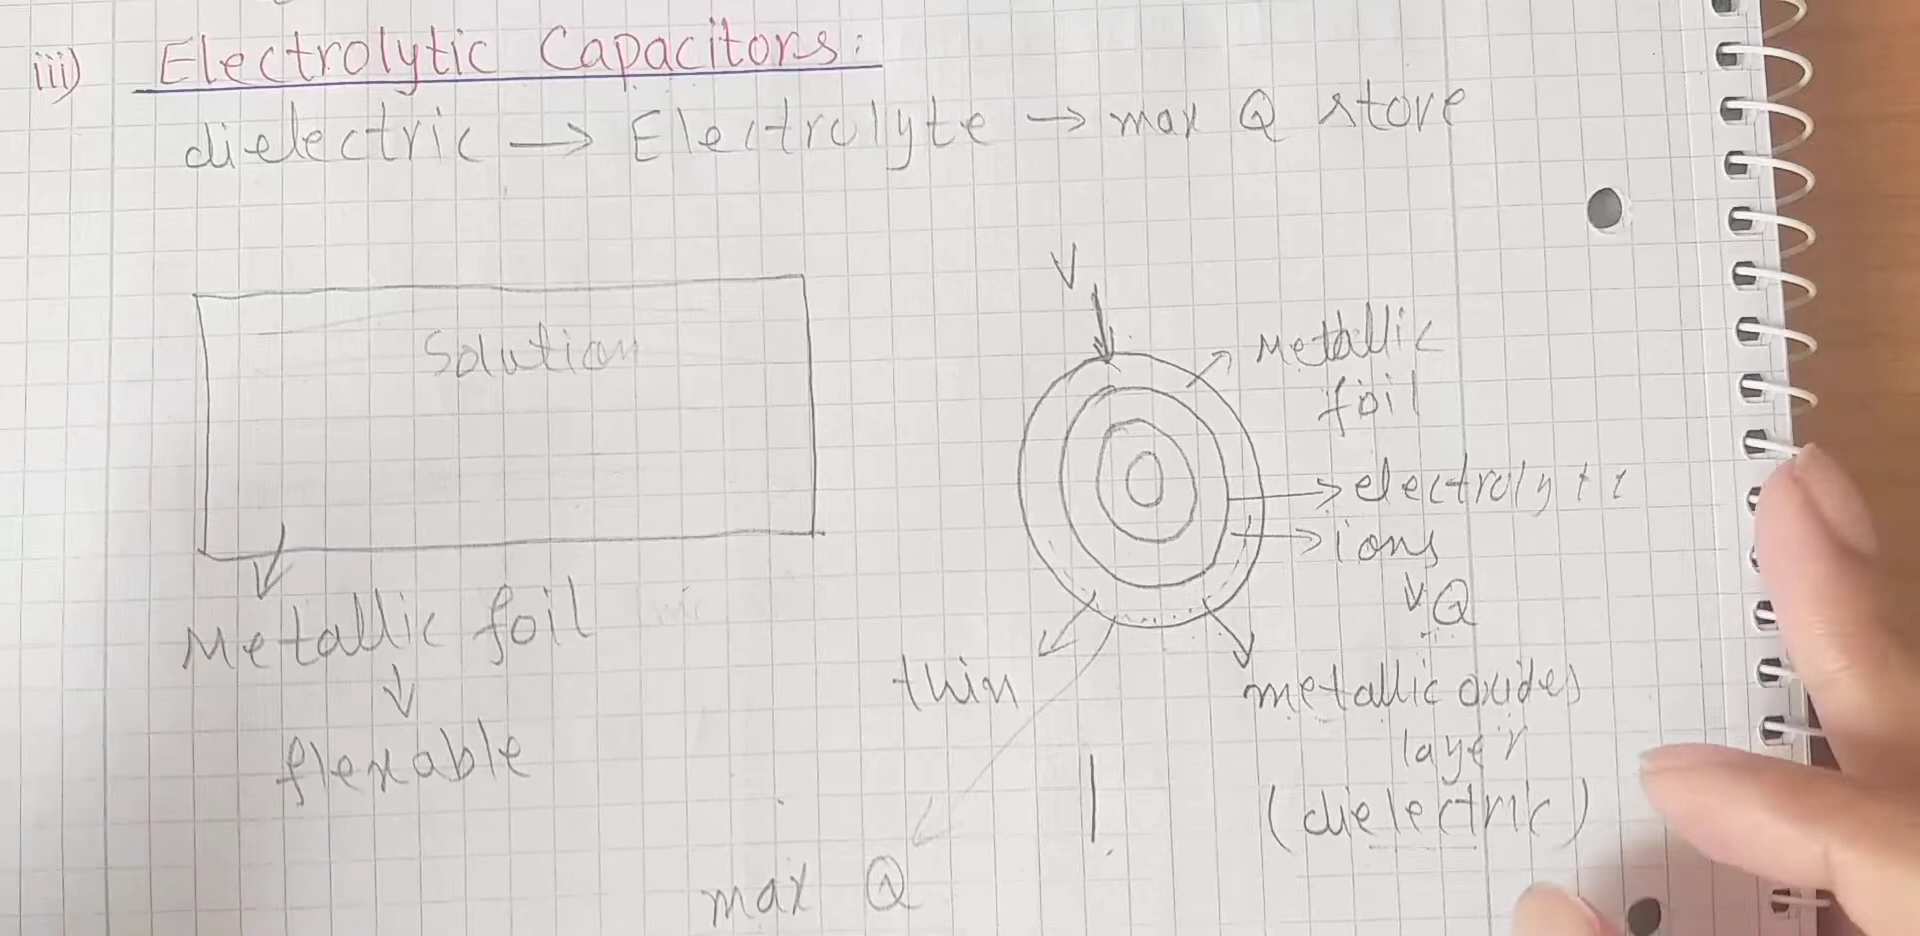 iii) Electrolytic Capacitors:
dielectric → Electrolyte → max Q store
Solution
Metallic foil
↓
flexable
V
Metallic
foil
→ electrolyte
→ ions
Q
thin
metallic oxides
layer
(dielectric)
max Q